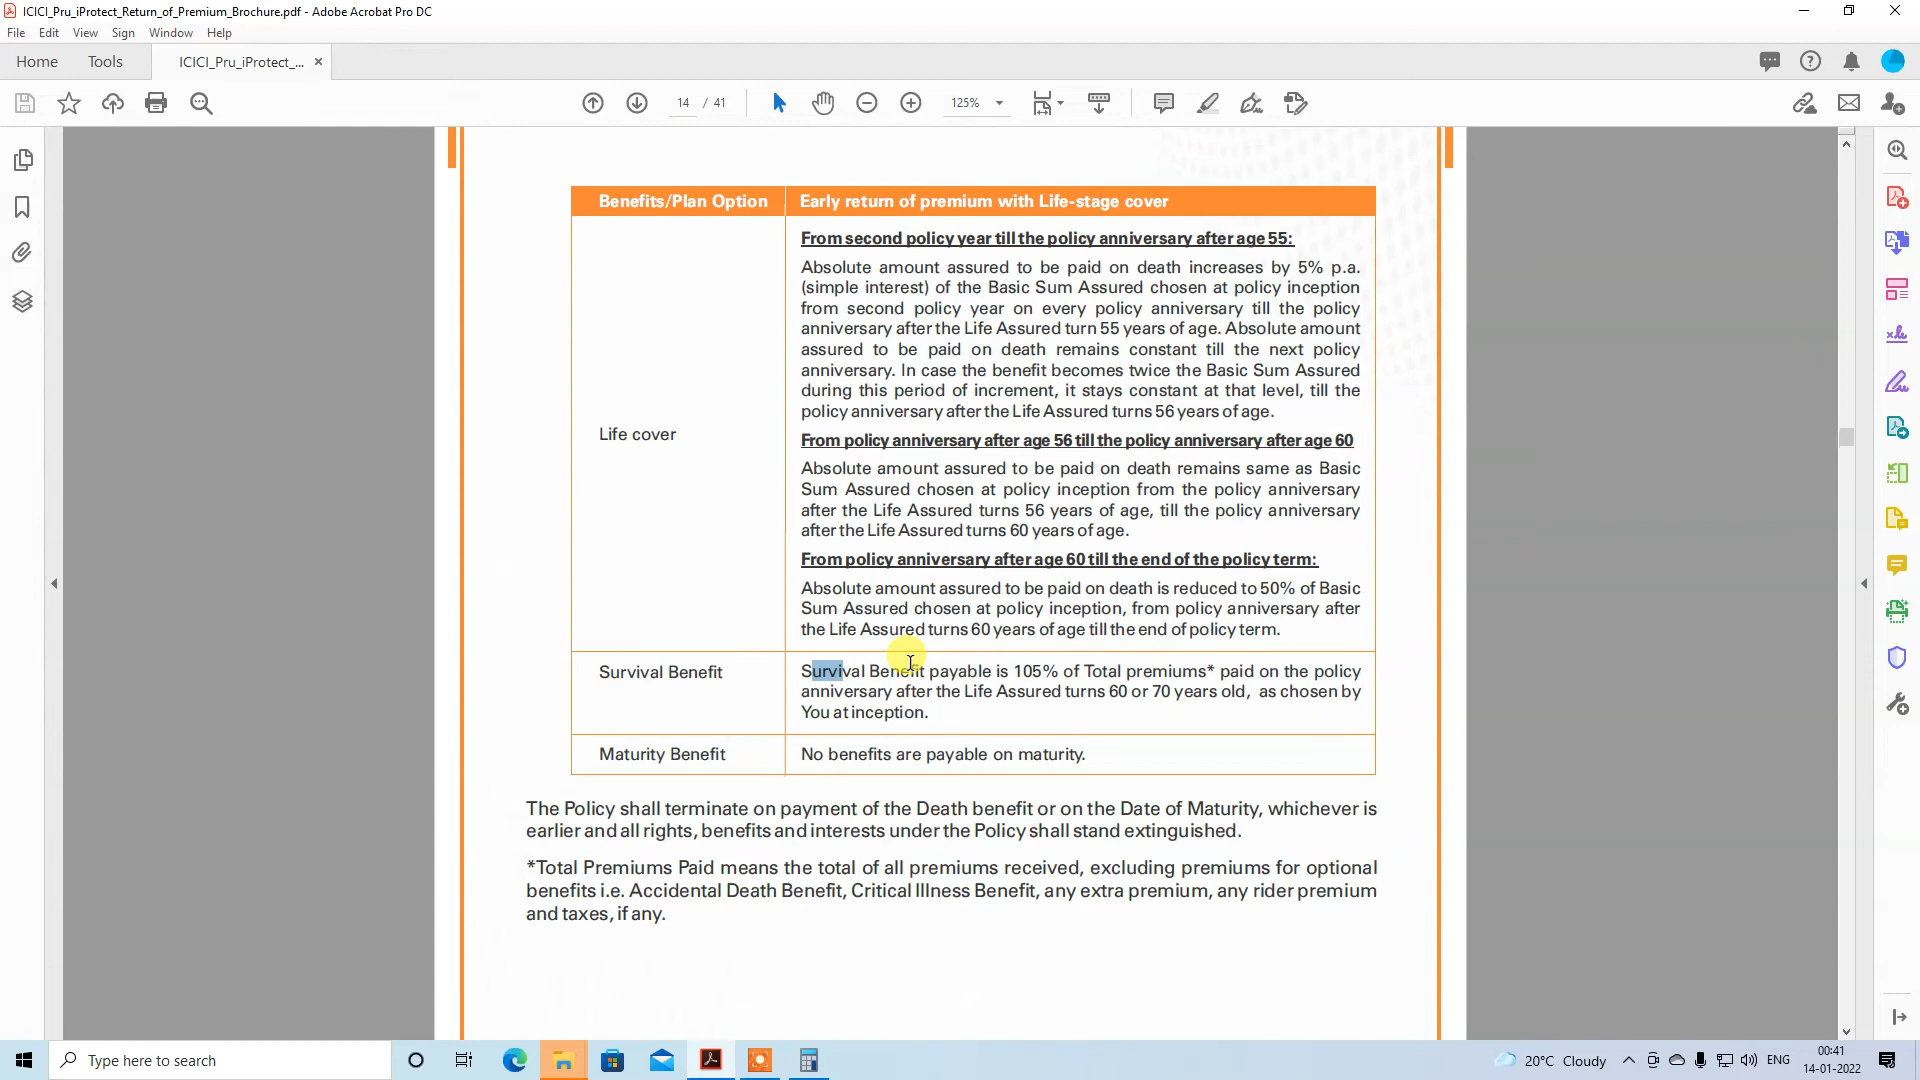 ICICI_Pru_iProtect_Return_of_Premium_Brochure.pdf - Adobe Acrobat Pro DC
File Edit View Sign Window Help
Home Tools ICICI_Pru_iProtect_... ×
14 / 41 125%
Benefits/Plan Option Early return of premium with Life-stage cover
From second policy year till the policy anniversary after age 55:
Absolute amount assured to be paid on death increases by 5% p.a.
(simple interest) of the Basic Sum Assured chosen at policy inception
from second policy year on every policy anniversary till the policy
anniversary after the Life Assured turn 55 years of age. Absolute amount
assured to be paid on death remains constant till the next policy
anniversary. In case the benefit becomes twice the Basic Sum Assured
during this period of increment, it stays constant at that level, till the
policy anniversary after the Life Assured turns 56 years of age.
Life cover
From policy anniversary after age 56 till the policy anniversary after age 60
Absolute amount assured to be paid on death remains same as Basic
Sum Assured chosen at policy inception from the policy anniversary
after the Life Assured turns 56 years of age, till the policy anniversary
after the Life Assured turns 60 years of age.
From policy anniversary after age 60 till the end of the policy term:
Absolute amount assured to be paid on death is reduced to 50% of Basic
Sum Assured chosen at policy inception, from policy anniversary after
the Life Assured turns 60 years of age till the end of policy term.
Survival Benefit Survival Benefit payable is 105% of Total premiums* paid on the policy
anniversary after the Life Assured turns 60 or 70 years old, as chosen by
You at inception.
Maturity Benefit No benefits are payable on maturity.
The Policy shall terminate on payment of the Death benefit or on the Date of Maturity, whichever is
earlier and all rights, benefits and interests under the Policy shall stand extinguished.
*Total Premiums Paid means the total of all premiums received, excluding premiums for optional
benefits i.e. Accidental Death Benefit, Critical Illness Benefit, any extra premium, any rider premium
and taxes, if any.
Type here to search
20°C Cloudy ENG 00:41
14-01-2022